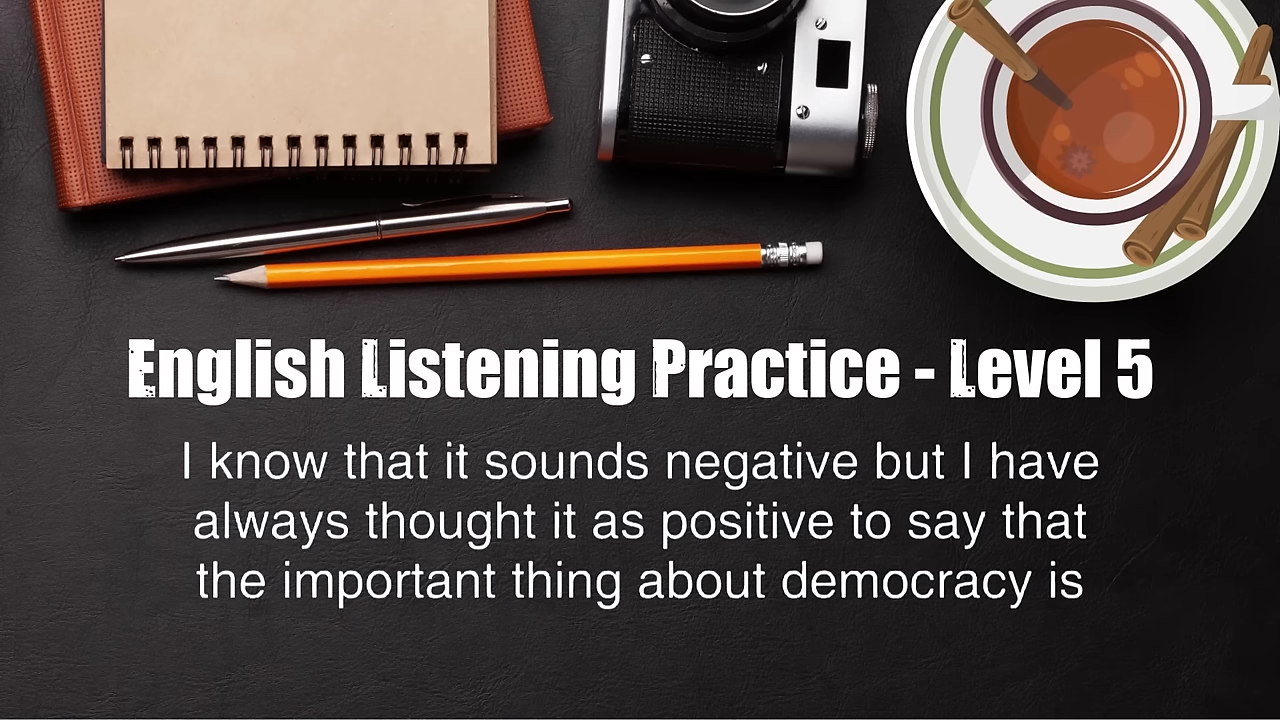 English Listening Practice - Level 5
I know that it sounds negative but I have
always thought it as positive to say that
the important thing about democracy is